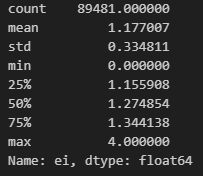 count 89481.000000
mean 1.177007
std 0.334811
min 0.000000
25% 1.155908
50% 1.274854
75% 1.344138
max 4.000000
Name: ei, dtype: float64